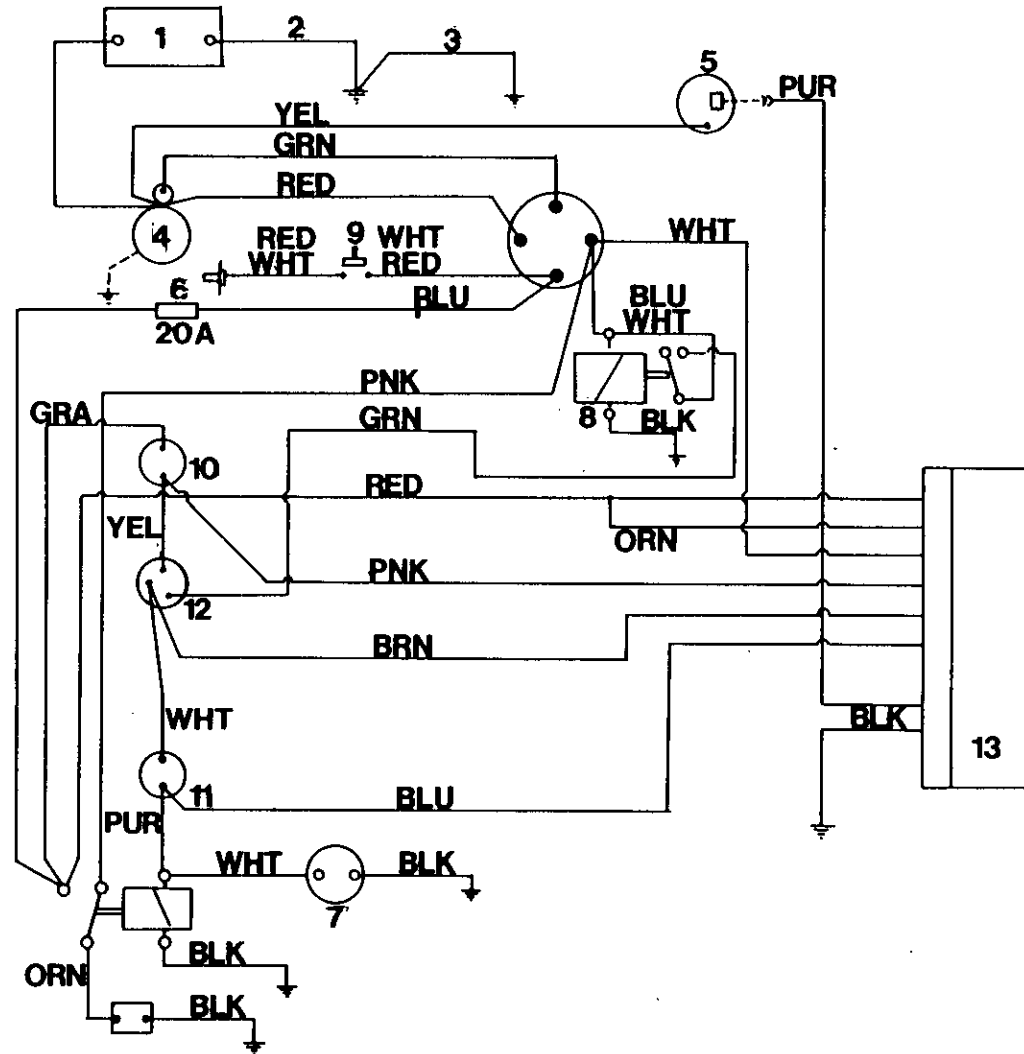 1
2
3
5
PUR
YEL
GRN
RED
4
RED
WHT
9
WHT
RED
WHT
6
20A
BLU
BLU
WHT
PNK
8
BLK
GRA
GRN
10
RED
YEL
ORN
12
PNK
BRN
WHT
BLK
13
11
BLU
PUR
WHT
7
BLK
BLK
ORN
BLK